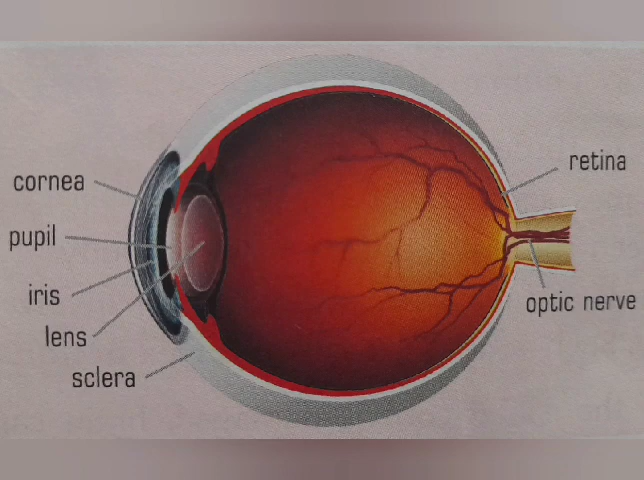 cornea
pupil
iris
lens
sclera
retina
optic nerve